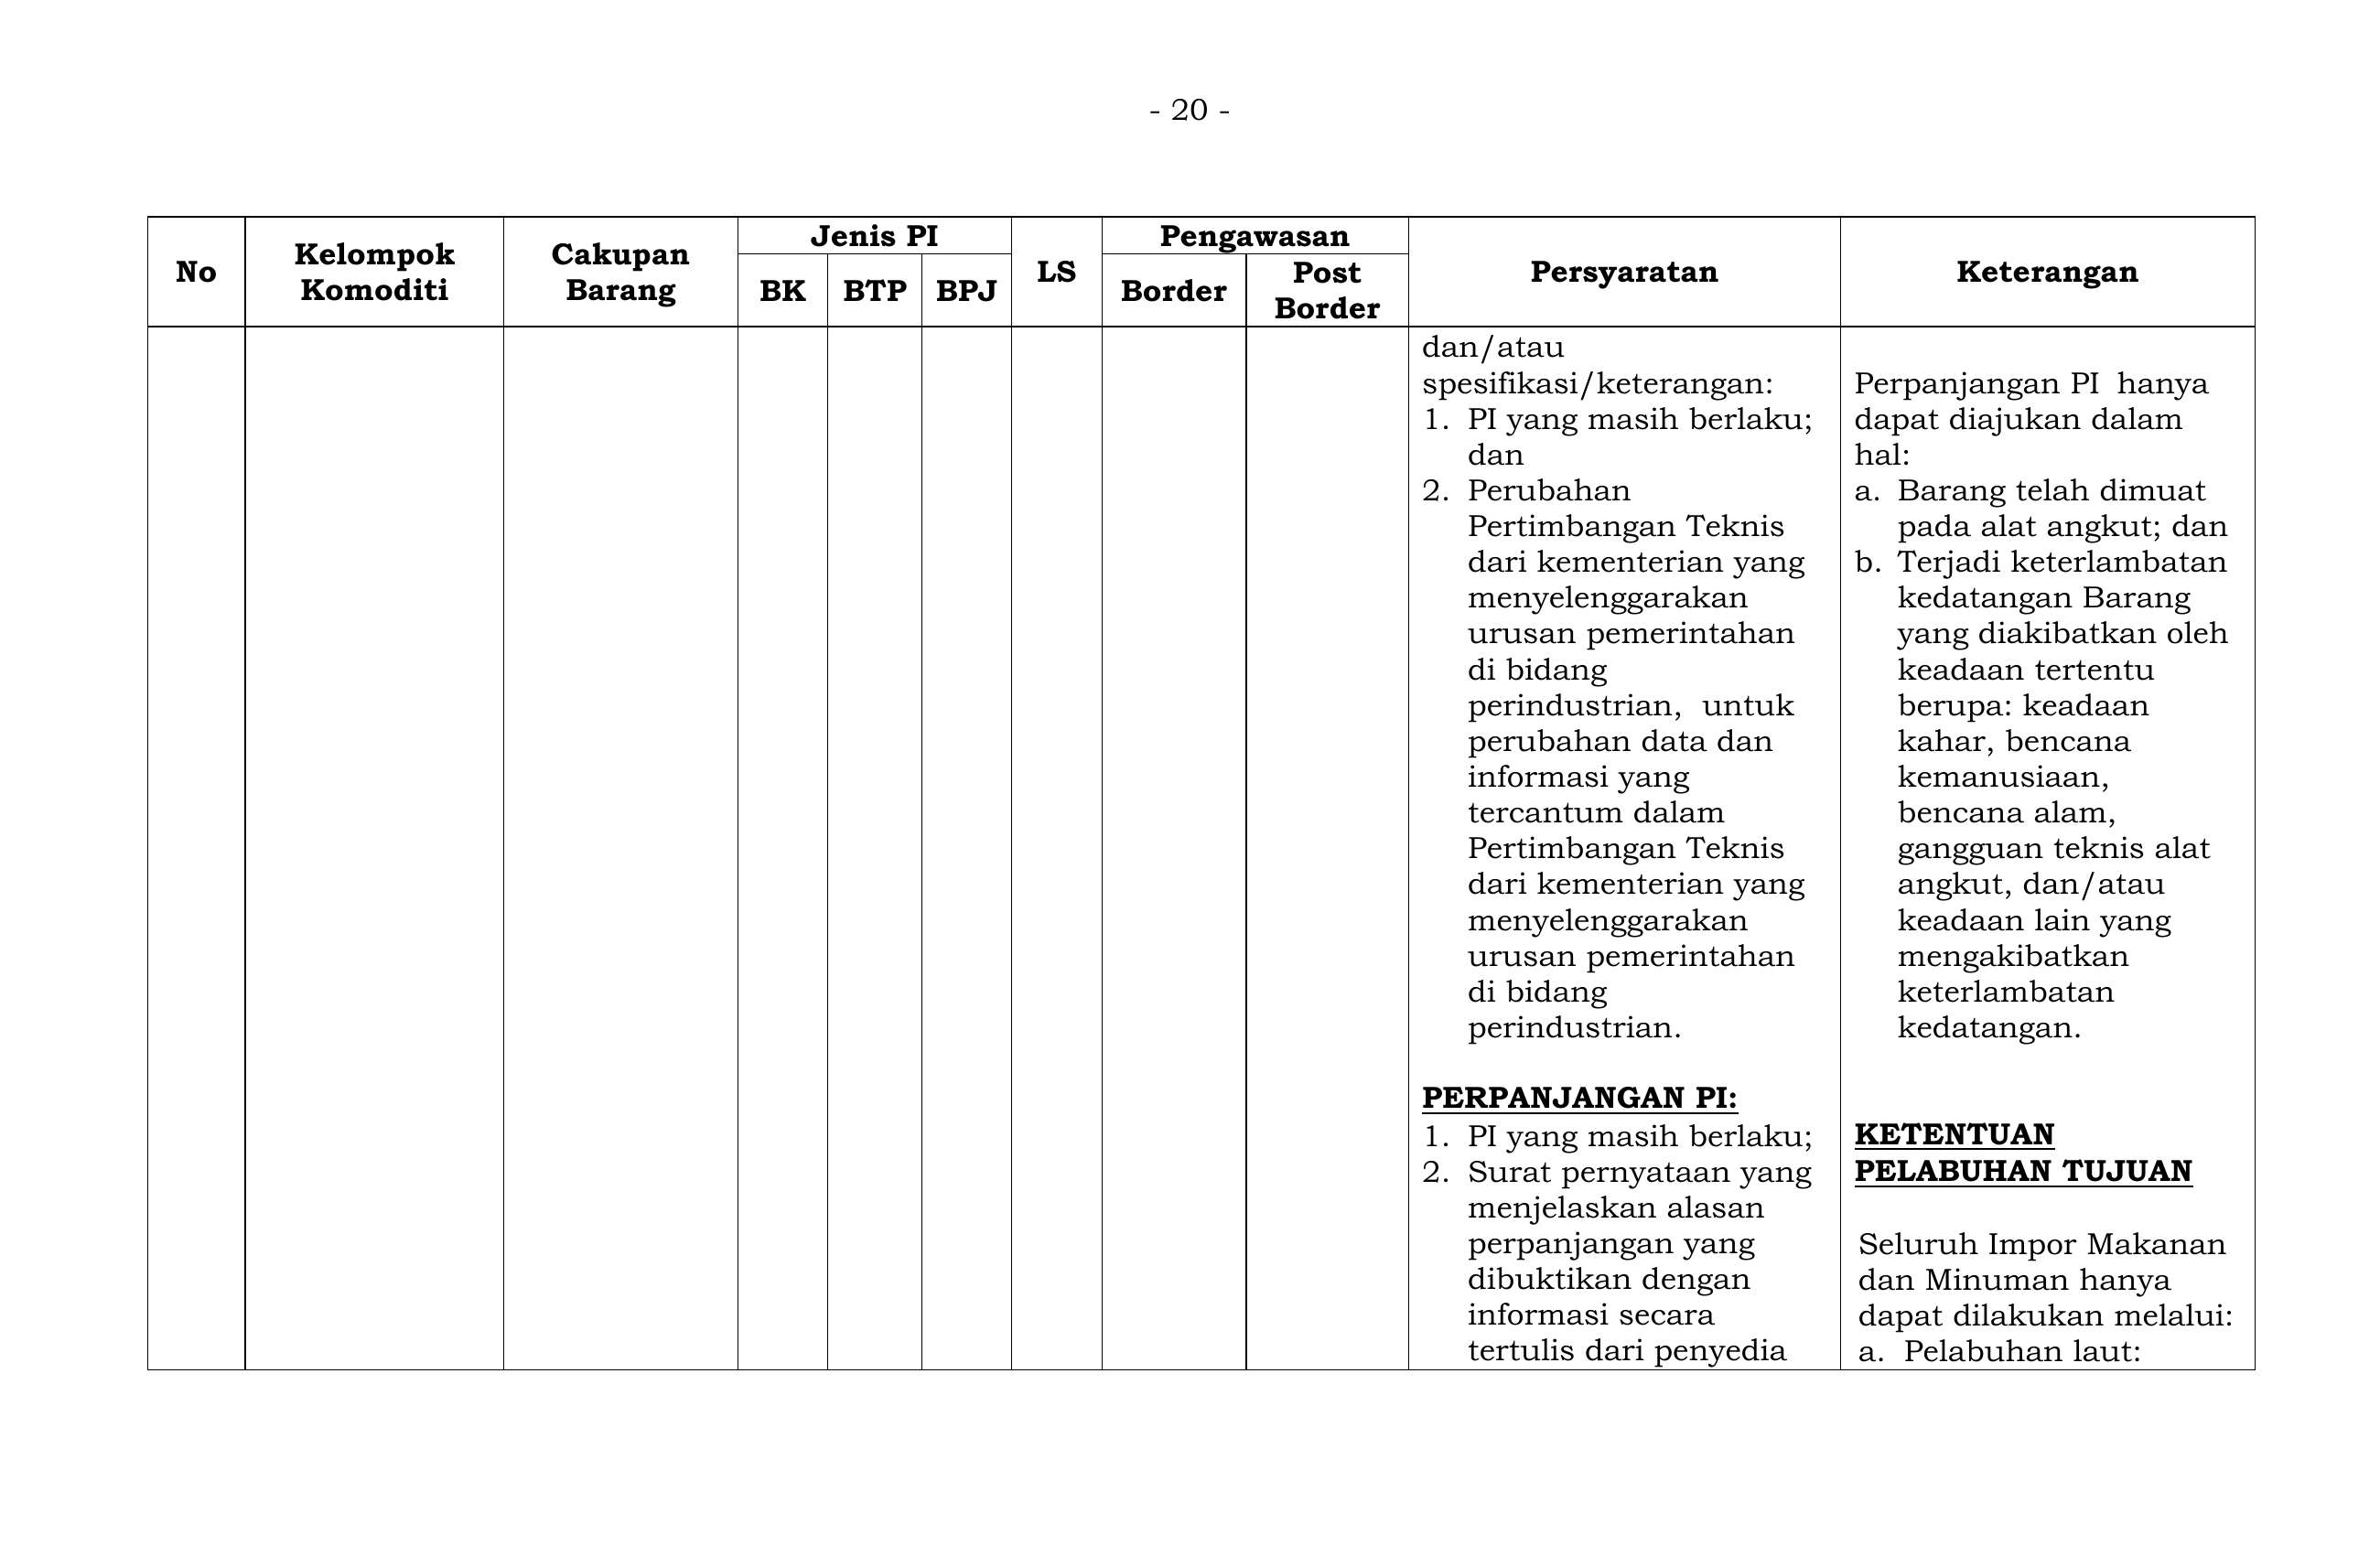 - 20 -
No
Kelompok
Komoditi
Cakupan
Barang
Jenis PI
BK
BTP
BPJ
LS
Pengawasan
Border
Post
Border
Persyaratan
Keterangan
dan/atau
spesifikasi/keterangan:
1. PI yang masih berlaku;
dan
2. Perubahan
Pertimbangan Teknis
dari kementerian yang
menyelenggarakan
urusan pemerintahan
di bidang
perindustrian, untuk
perubahan data dan
informasi yang
tercantum dalam
Pertimbangan Teknis
dari kementerian yang
menyelenggarakan
urusan pemerintahan
di bidang
perindustrian.
PERPANJANGAN PI:
1. PI yang masih berlaku;
2. Surat pernyataan yang
menjelaskan alasan
perpanjangan yang
dibuktikan dengan
informasi secara
tertulis dari penyedia
Perpanjangan PI hanya
dapat diajukan dalam
hal:
a. Barang telah dimuat
pada alat angkut; dan
b. Terjadi keterlambatan
kedatangan Barang
yang diakibatkan oleh
keadaan tertentu
berupa: keadaan
kahar, bencana
kemanusiaan,
bencana alam,
gangguan teknis alat
angkut, dan/atau
keadaan lain yang
mengakibatkan
keterlambatan
kedatangan.
KETENTUAN
PELABUHAN TUJUAN
Seluruh Impor Makanan
dan Minuman hanya
dapat dilakukan melalui:
a. Pelabuhan laut: